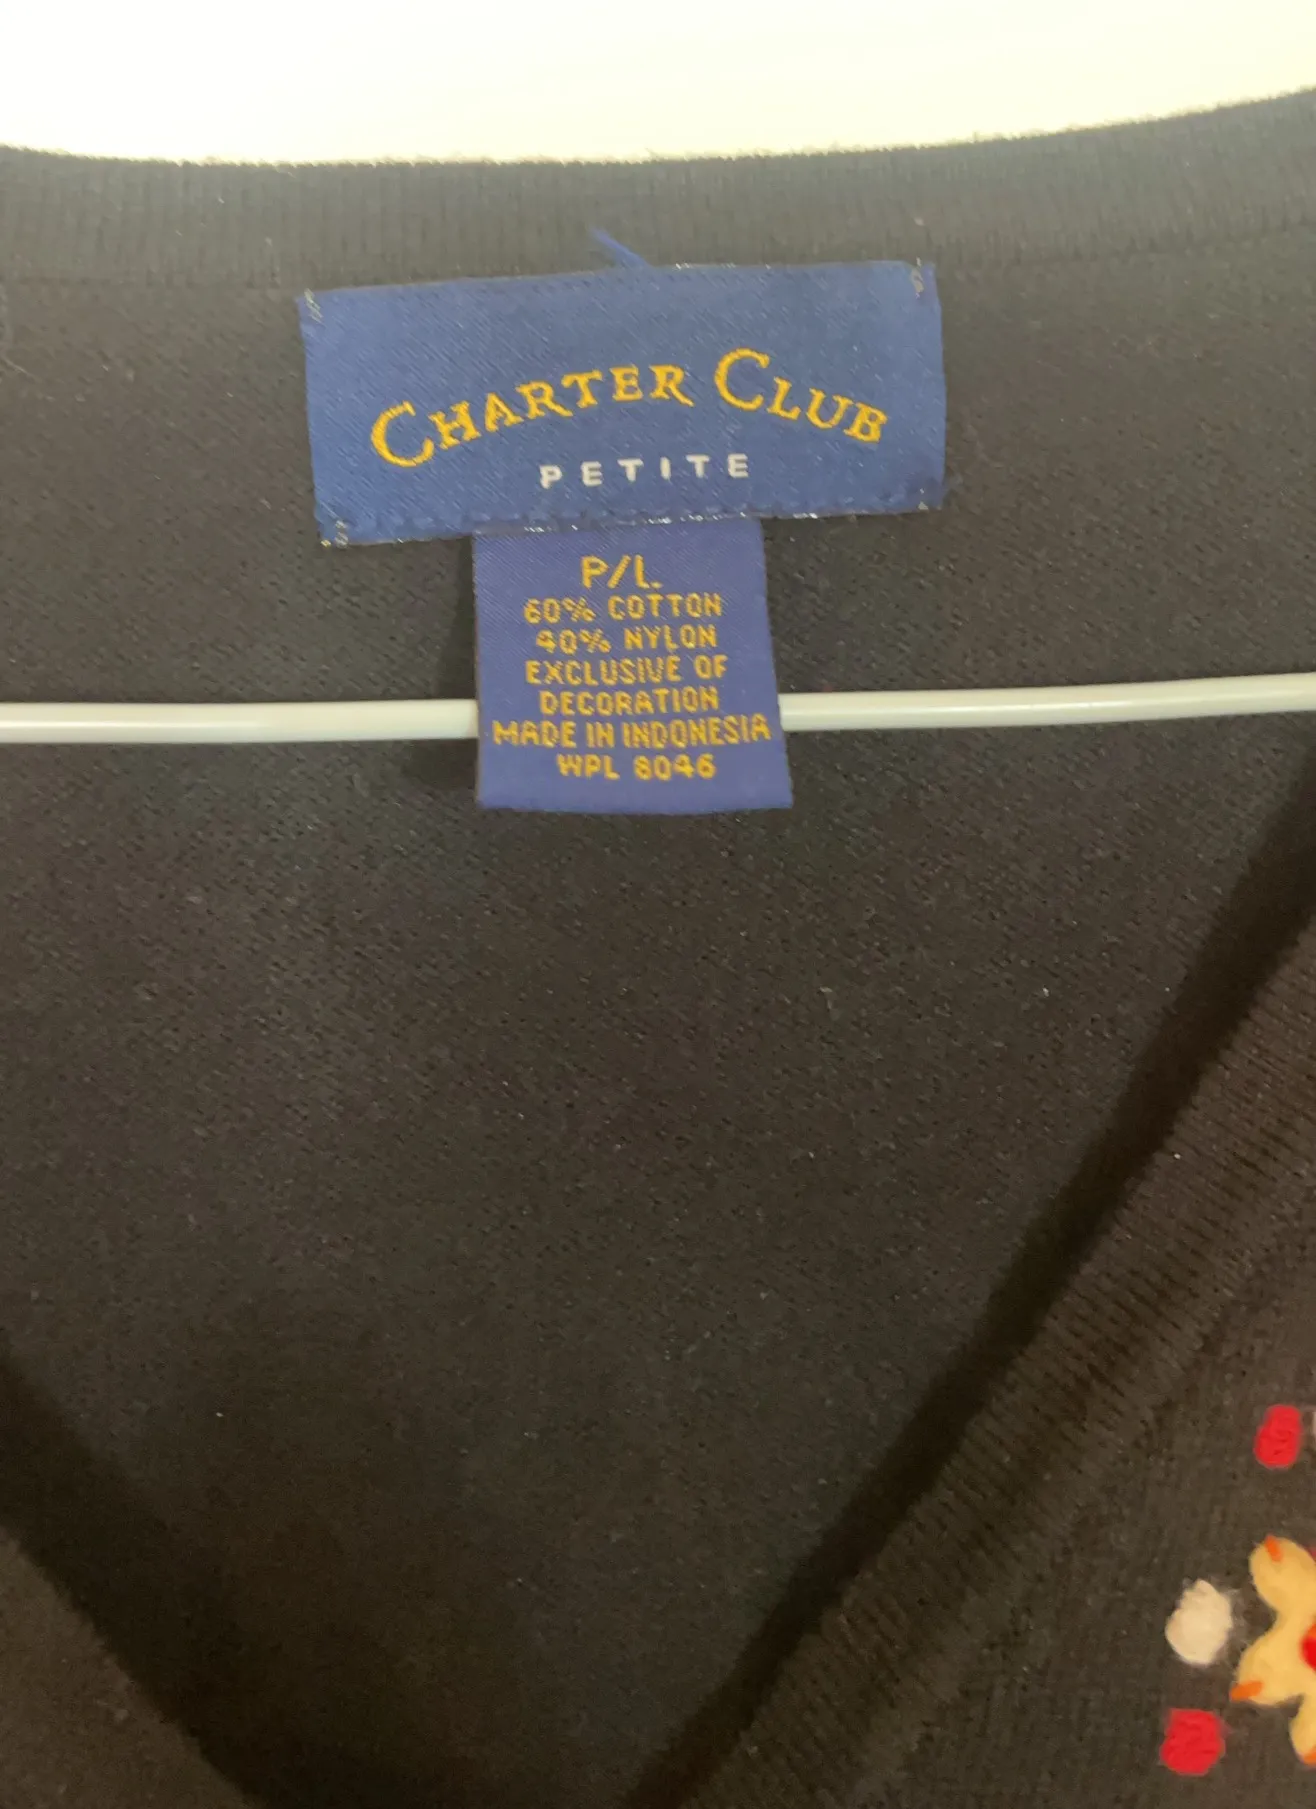 CHARTER CLUB
PETITE
P/L
60% COTTON
40% NYLON
EXCLUSIVE OF
DECORATION
MADE IN INDONESIA
WPL 8046